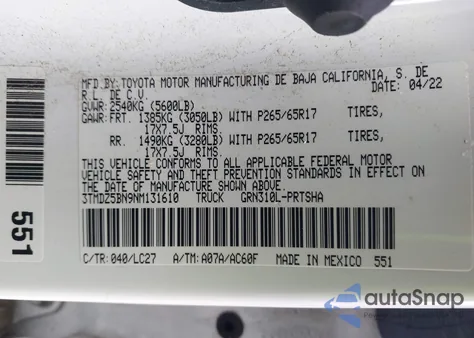 MFD.BY:TOYOTA MOTOR MANUFACTURING DE BAJA CALIFORNIA, S. DE
R L. DE C.V. 04/22
GVWR: 2540KG (5600LB)
GAWR:FRT. 1385KG (3050LB) WITH P265/65R17 TIRES,
17X7.5J RIMS.
RR. 1490KG (3280LB) WITH P265/65R17 TIRES,
17X7.5J RIMS.
THIS VEHICLE CONFORMS TO ALL APPLICABLE FEDERAL MOTOR
VEHICLE SAFETY AND THEFT PREVENTION STANDARDS IN EFFECT ON
THE DATE OF MANUFACTURE SHOWN ABOVE.
3TMDZ5BN9NM131610 TRUCK GRN310L-PRTSHA
C/TR: 040/LC27 A/TM: A07A/AC60F MADE IN MEXICO 551
551
autoSnap
Powered by